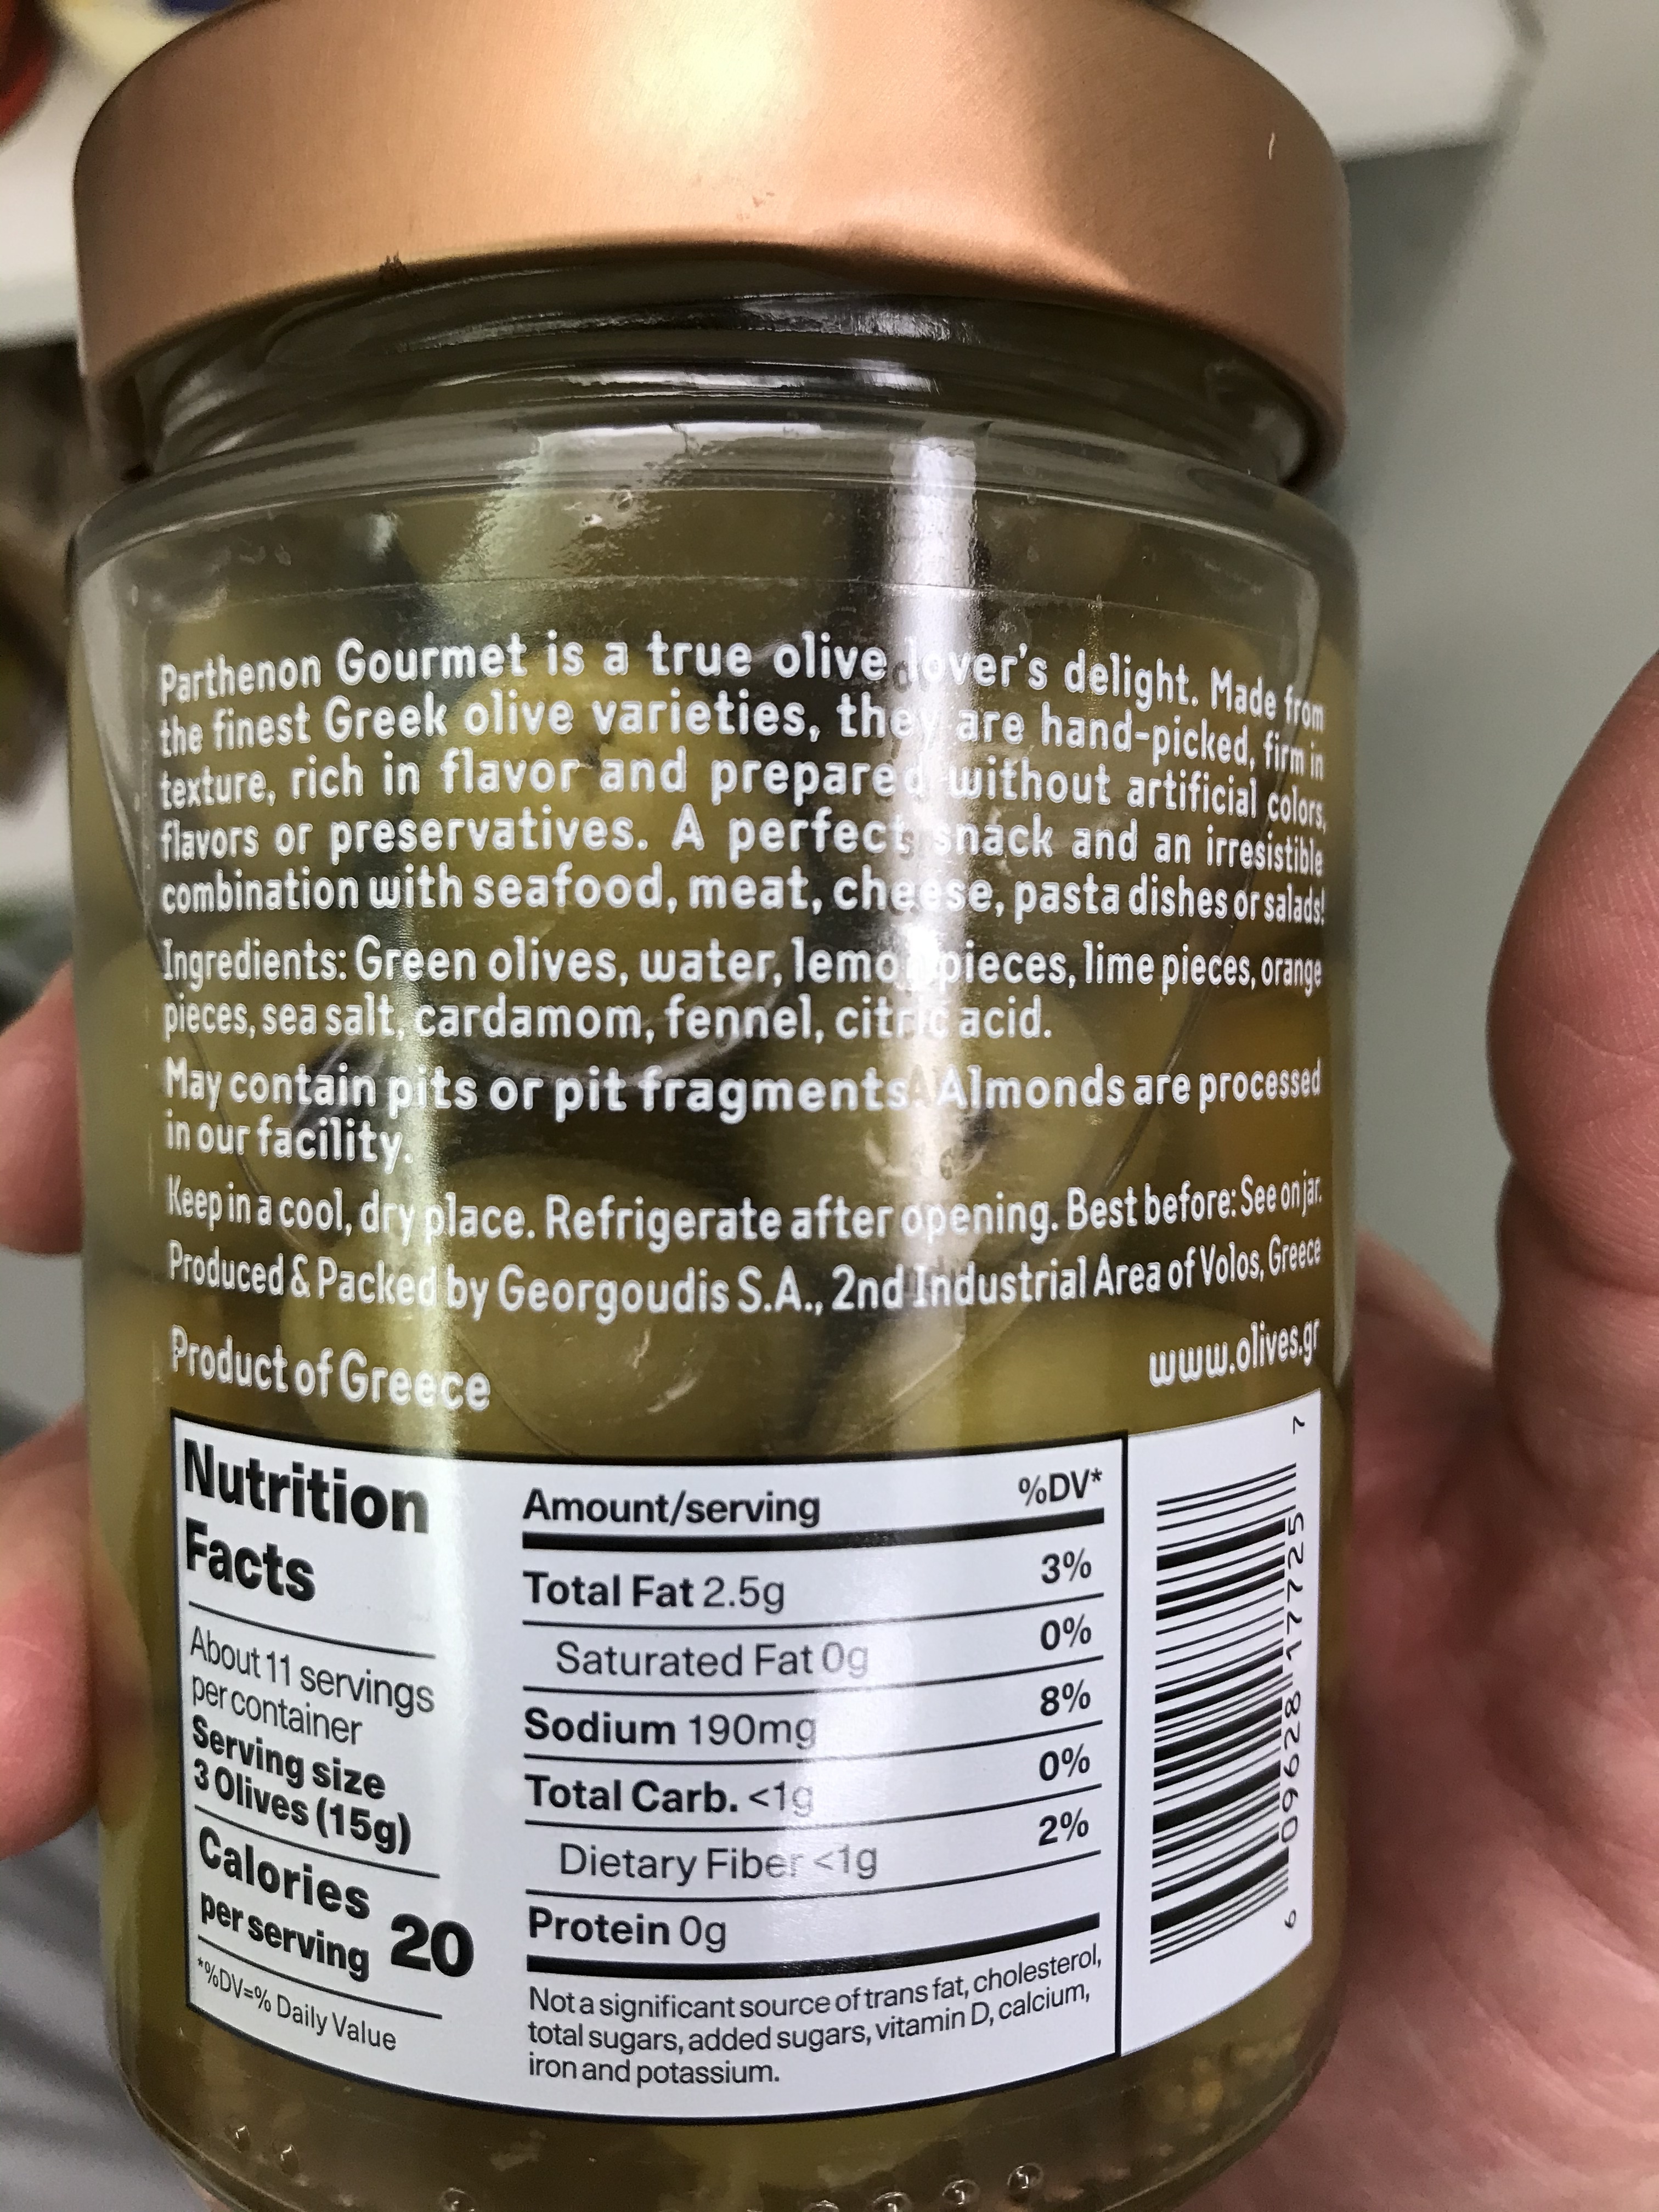 Parthenon Gourmet is a true olive lover's delight. Made from
the finest Greek olive varieties, they are hand-picked, firm in
texture, rich in flavor and prepared without artificial colors,
flavors or preservatives. A perfect snack and an irresistible
combination with seafood, meat, cheese, pasta dishes or salads!
Ingredients: Green olives, water, lemon pieces, lime pieces, orange
pieces, sea salt, cardamom, fennel, citric acid.
May contain pits or pit fragments. Almonds are processed
in our facility.
Keep in a cool, dry place. Refrigerate after opening. Best before: See on jar.
Produced & Packed by Georgoudis S.A., 2nd Industrial Area of Volos, Greece
Product of Greece
www.olives.gr
Nutrition
Facts
About 11 servings
per container
Serving size
3 Olives (15g)
Calories
per serving 20
*%DV=% Daily Value
Amount/serving %DV*
Total Fat 2.5g 3%
Saturated Fat 0g 0%
Sodium 190mg 8%
Total Carb. <1g 0%
Dietary Fiber <1g 2%
Protein 0g
Not a significant source of trans fat, cholesterol,
total sugars, added sugars, vitamin D, calcium,
iron and potassium.
6 09628 17725 7